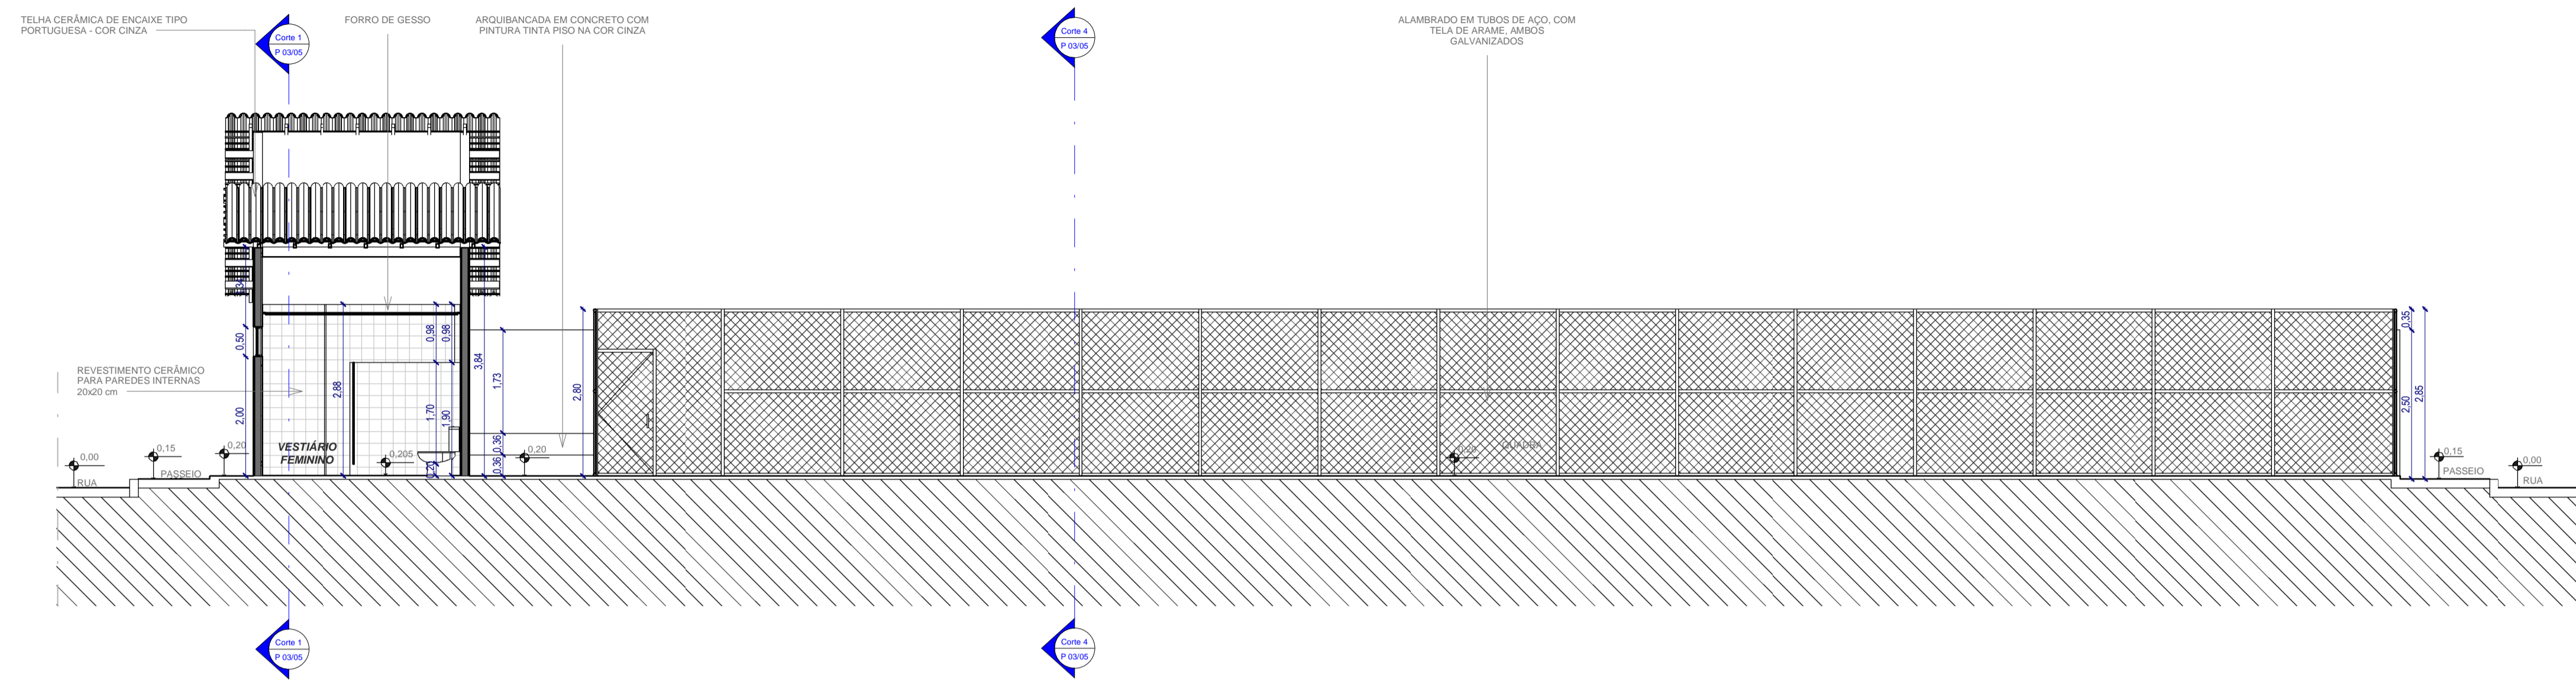 TELHA CERÂMICA DE ENCAIXE TIPO
PORTUGUESA - COR CINZA
Corte 1
P 03/05
FORRO DE GESSO
ARQUIBANCADA EM CONCRETO COM
PINTURA TINTA PISO NA COR CINZA
Corte 4
P 03/05
ALAMBRADO EM TUBOS DE AÇO, COM
TELA DE ARAME, AMBOS
GALVANIZADOS
0,50
2,00
2,88
0,98
0,98
1,70
1,90
0,20
3,84
1,73
0,36
0,36
2,80
0,35
2,50
2,85
REVESTIMENTO CERÂMICO
PARA PAREDES INTERNAS
20x20 cm
VESTIÁRIO
FEMININO
0,00
RUA
0,15
PASSEIO
0,20
0,205
0,20
0,20
QUADRA
0,15
PASSEIO
0,00
RUA
Corte 1
P 03/05
Corte 4
P 03/05